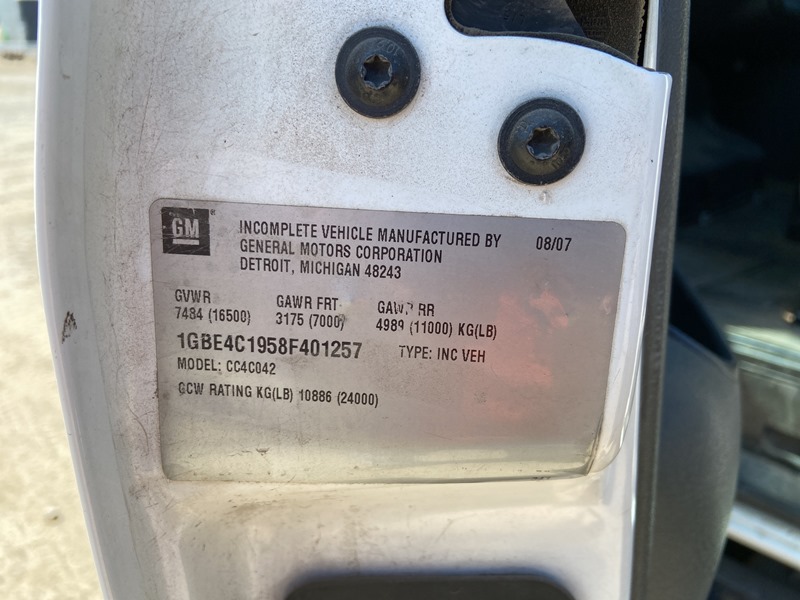 GM
INCOMPLETE VEHICLE MANUFACTURED BY 08/07
GENERAL MOTORS CORPORATION
DETROIT, MICHIGAN 48243
GVWR GAWR FRT GAWR RR
7484 (16500) 3175 (7000) 4989 (11000) KG(LB)
1GBE4C1958F401257 TYPE: INC VEH
MODEL: CC4C042
GCW RATING KG(LB) 10886 (24000)